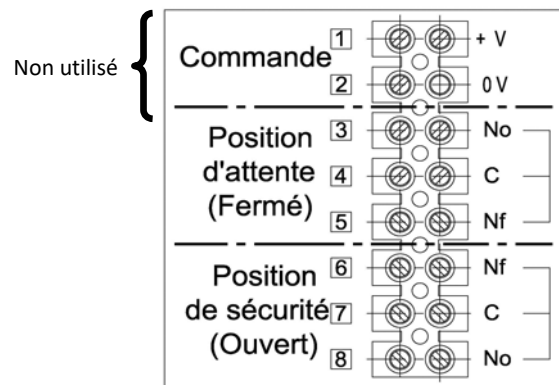 Non utilisé
Commande
1 + V
2 0 V
Position
d'attente
(Fermé)
3 No
4 C
5 Nf
Position
de sécurité
(Ouvert)
6 Nf
7 C
8 No